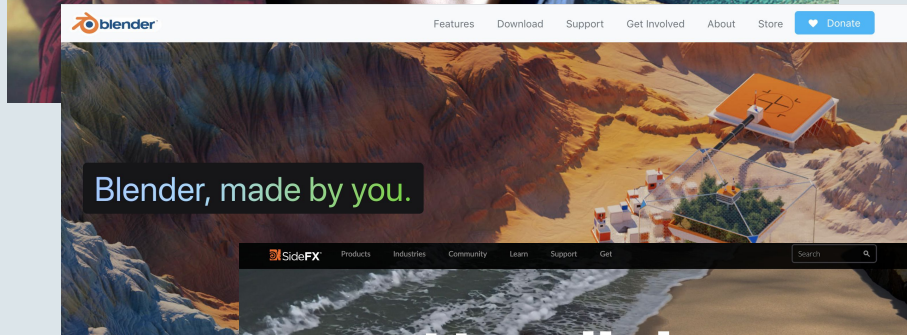 blender
Features Download Support Get Involved About Store Donate
Blender, made by you.
SideFX Products Industries Community Learn Support Get Search